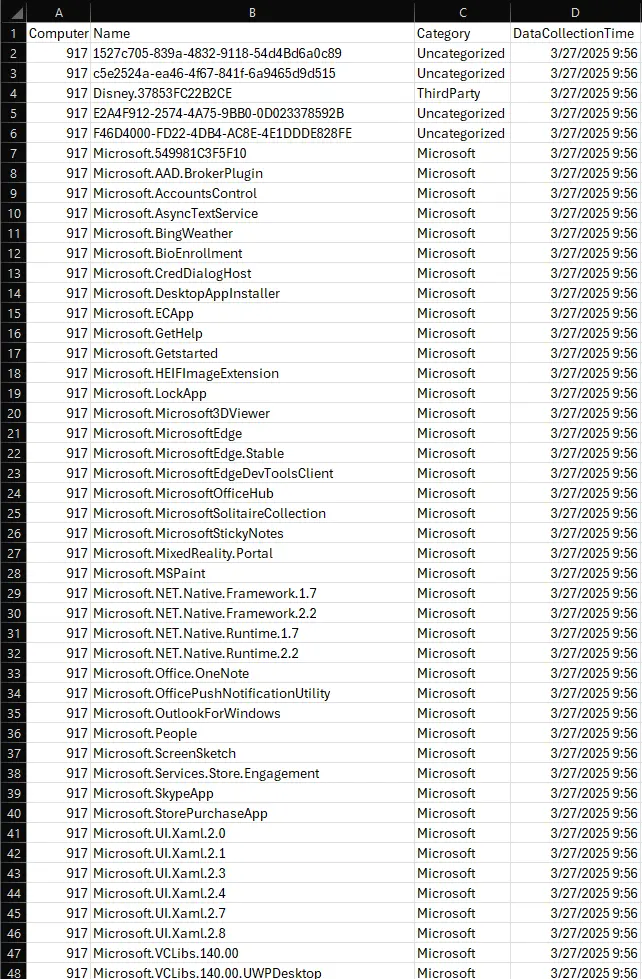 A B C D
1 Computer Name Category DataCollectionTime
2 917 1527c705-839a-4832-9118-54d4Bd6a0c89 Uncategorized 3/27/2025 9:56
3 917 c5e2524a-ea46-4f67-841f-6a9465d9d515 Uncategorized 3/27/2025 9:56
4 917 Disney.37853FC22B2CE ThirdParty 3/27/2025 9:56
5 917 E2A4F912-2574-4A75-9BB0-0D023378592B Uncategorized 3/27/2025 9:56
6 917 F46D4000-FD22-4DB4-AC8E-4E1DDDE828FE Uncategorized 3/27/2025 9:56
7 917 Microsoft.549981C3F5F10 Microsoft 3/27/2025 9:56
8 917 Microsoft.AAD.BrokerPlugin Microsoft 3/27/2025 9:56
9 917 Microsoft.AccountsControl Microsoft 3/27/2025 9:56
10 917 Microsoft.AsyncTextService Microsoft 3/27/2025 9:56
11 917 Microsoft.BingWeather Microsoft 3/27/2025 9:56
12 917 Microsoft.BioEnrollment Microsoft 3/27/2025 9:56
13 917 Microsoft.CredDialogHost Microsoft 3/27/2025 9:56
14 917 Microsoft.DesktopAppInstaller Microsoft 3/27/2025 9:56
15 917 Microsoft.ECApp Microsoft 3/27/2025 9:56
16 917 Microsoft.GetHelp Microsoft 3/27/2025 9:56
17 917 Microsoft.Getstarted Microsoft 3/27/2025 9:56
18 917 Microsoft.HEIFImageExtension Microsoft 3/27/2025 9:56
19 917 Microsoft.LockApp Microsoft 3/27/2025 9:56
20 917 Microsoft.Microsoft3DViewer Microsoft 3/27/2025 9:56
21 917 Microsoft.MicrosoftEdge Microsoft 3/27/2025 9:56
22 917 Microsoft.MicrosoftEdge.Stable Microsoft 3/27/2025 9:56
23 917 Microsoft.MicrosoftEdgeDevToolsClient Microsoft 3/27/2025 9:56
24 917 Microsoft.MicrosoftOfficeHub Microsoft 3/27/2025 9:56
25 917 Microsoft.MicrosoftSolitaireCollection Microsoft 3/27/2025 9:56
26 917 Microsoft.MicrosoftStickyNotes Microsoft 3/27/2025 9:56
27 917 Microsoft.MixedReality.Portal Microsoft 3/27/2025 9:56
28 917 Microsoft.MSPaint Microsoft 3/27/2025 9:56
29 917 Microsoft.NET.Native.Framework.1.7 Microsoft 3/27/2025 9:56
30 917 Microsoft.NET.Native.Framework.2.2 Microsoft 3/27/2025 9:56
31 917 Microsoft.NET.Native.Runtime.1.7 Microsoft 3/27/2025 9:56
32 917 Microsoft.NET.Native.Runtime.2.2 Microsoft 3/27/2025 9:56
33 917 Microsoft.Office.OneNote Microsoft 3/27/2025 9:56
34 917 Microsoft.OfficePushNotificationUtility Microsoft 3/27/2025 9:56
35 917 Microsoft.OutlookForWindows Microsoft 3/27/2025 9:56
36 917 Microsoft.People Microsoft 3/27/2025 9:56
37 917 Microsoft.ScreenSketch Microsoft 3/27/2025 9:56
38 917 Microsoft.Services.Store.Engagement Microsoft 3/27/2025 9:56
39 917 Microsoft.SkypeApp Microsoft 3/27/2025 9:56
40 917 Microsoft.StorePurchaseApp Microsoft 3/27/2025 9:56
41 917 Microsoft.UI.Xaml.2.0 Microsoft 3/27/2025 9:56
42 917 Microsoft.UI.Xaml.2.1 Microsoft 3/27/2025 9:56
43 917 Microsoft.UI.Xaml.2.3 Microsoft 3/27/2025 9:56
44 917 Microsoft.UI.Xaml.2.4 Microsoft 3/27/2025 9:56
45 917 Microsoft.UI.Xaml.2.7 Microsoft 3/27/2025 9:56
46 917 Microsoft.UI.Xaml.2.8 Microsoft 3/27/2025 9:56
47 917 Microsoft.VCLibs.140.00 Microsoft 3/27/2025 9:56
48 917 Microsoft.VCLibs.140.00.UWPDesktop Microsoft 3/27/2025 9:56